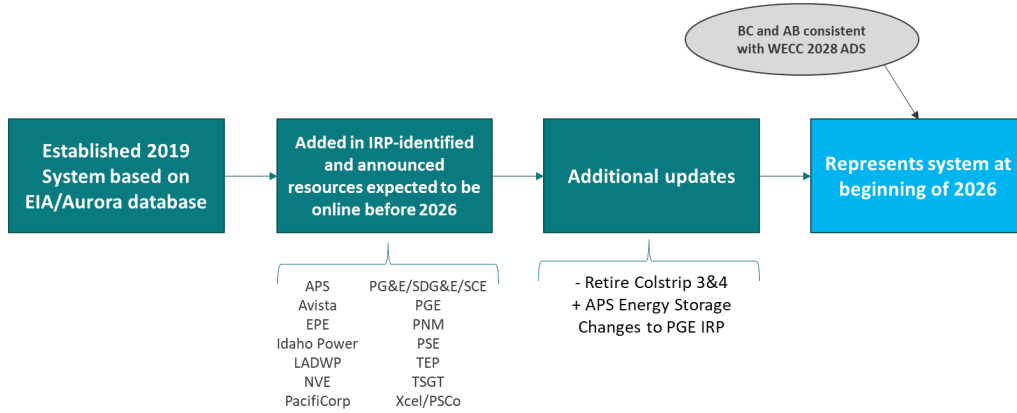 BC and AB consistent
with WECC 2028 ADS
Established 2019
System based on
EIA/Aurora database
Added in IRP-identified
and announced
resources expected to be
online before 2026
Additional updates
Represents system at
beginning of 2026
APS
Avista
EPE
Idaho Power
LADWP
NVE
PacifiCorp
PG&E/SDG&E/SCE
PGE
PNM
PSE
TEP
TSGT
Xcel/PSCo
- Retire Colstrip 3&4
+ APS Energy Storage
Changes to PGE IRP